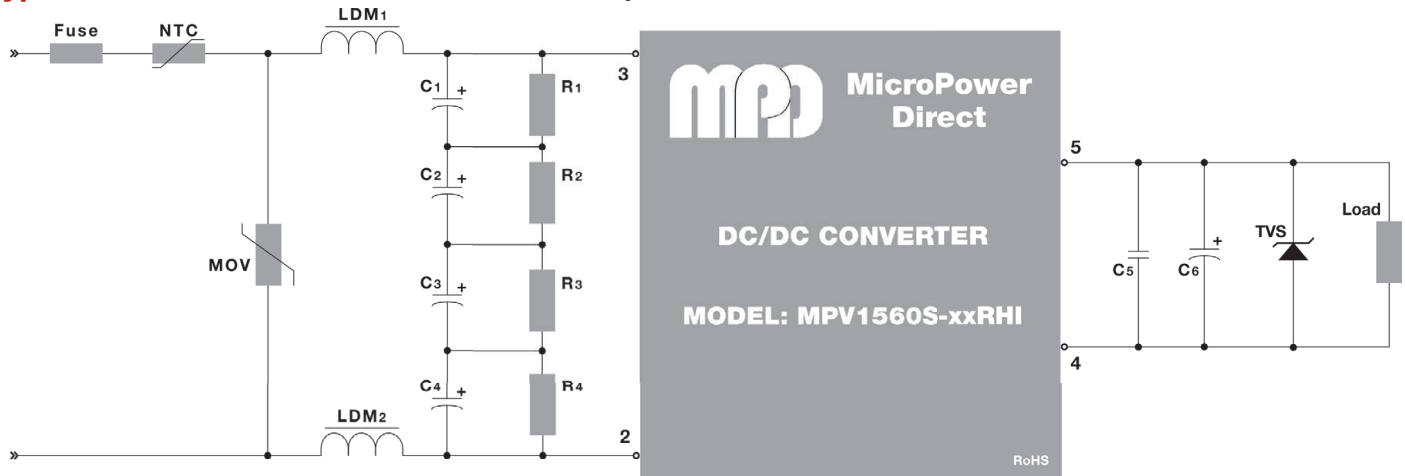 Fuse
NTC
LDM1
3
C1 +
R1
C2 +
R2
MOV
C3 +
R3
C4 +
R4
LDM2
2
MPD
MicroPower
Direct
DC/DC CONVERTER
MODEL: MPV1560S-xxRHI
RoHS
5
4
C5
C6 +
TVS
Load